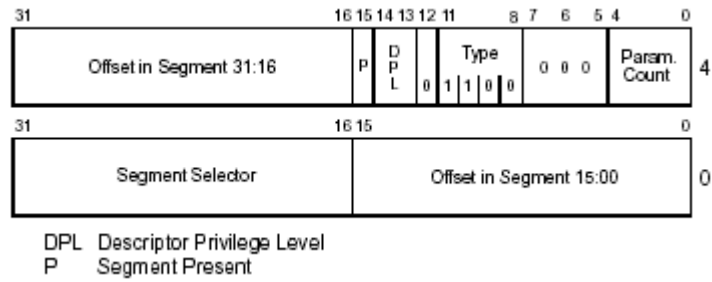 31 16 15 14 13 12 11 8 7 6 5 4 0
Offset in Segment 31:16 P DPL 0 Type 1 1 0 0 0 0 0 Param. Count 4
31 16 15 0
Segment Selector Offset in Segment 15:00 0
DPL Descriptor Privilege Level
P Segment Present